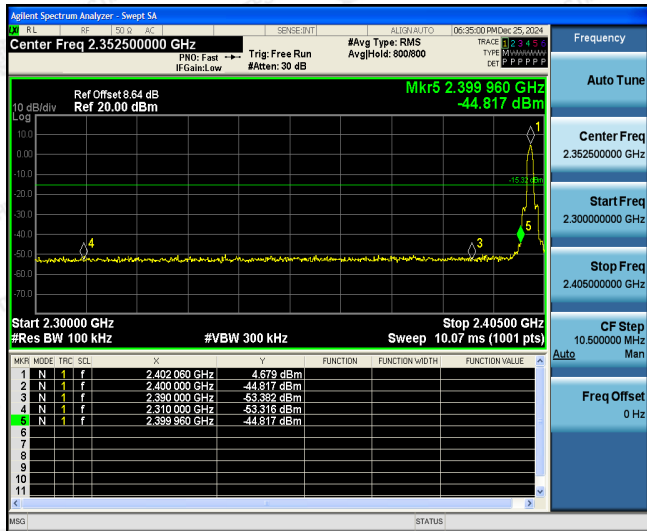 Agilent Spectrum Analyzer - Swept SA
RL RF 50 Ω AC SENSE:INT ALIGNAUTO 06:35:00 PM Dec 25, 2024
Center Freq 2.352500000 GHz
PNO: Fast
IFGain:Low
Trig: Free Run
#Atten: 30 dB
#Avg Type: RMS
Avg|Hold: 800/800
TRACE 1 2 3 4 5 6
TYPE M W W W W W
DET P P P P P P
Frequency
Mkr5 2.399 960 GHz
-44.817 dBm
Ref Offset 8.64 dB
10 dB/div Ref 20.00 dBm
Log
10.0
0.00
-10.0
-20.0
-30.0
-40.0
-50.0
-60.0
-70.0
-15.32 dBm
1
5
4
3
Start 2.30000 GHz Stop 2.40500 GHz
#Res BW 100 kHz #VBW 300 kHz Sweep 10.07 ms (1001 pts)
MKR MODE TRC SCL X Y FUNCTION FUNCTION WIDTH FUNCTION VALUE
1 N 1 f 2.402 060 GHz 4.679 dBm
2 N 1 f 2.400 000 GHz -44.817 dBm
3 N 1 f 2.390 000 GHz -53.382 dBm
4 N 1 f 2.310 000 GHz -53.316 dBm
5 N 1 f 2.399 960 GHz -44.817 dBm
6
7
8
9
10
11
MSG STATUS
Auto Tune
Center Freq
2.352500000 GHz
Start Freq
2.300000000 GHz
Stop Freq
2.405000000 GHz
CF Step
10.500000 MHz
Auto Man
Freq Offset
0 Hz